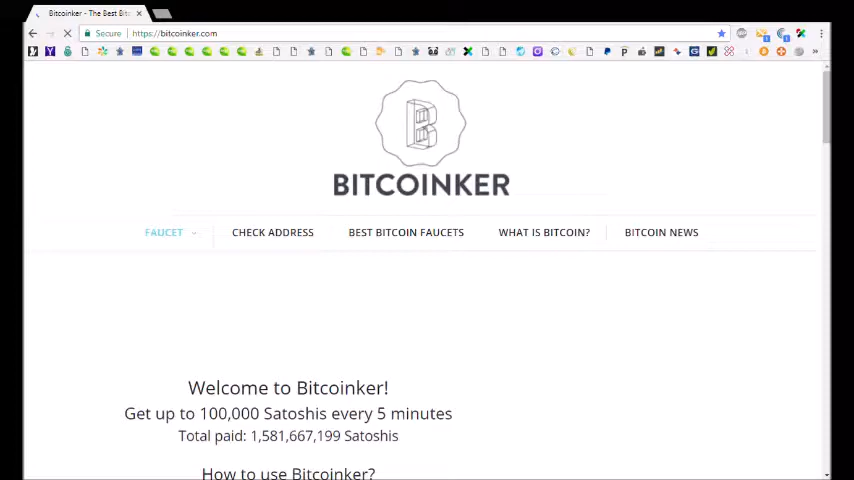 Bitcoinker - The Best Bit
Secure https://bitcoinker.com
BITCOINKER
FAUCET
CHECK ADDRESS
BEST BITCOIN FAUCETS
WHAT IS BITCOIN?
BITCOIN NEWS
Welcome to Bitcoinker!
Get up to 100,000 Satoshis every 5 minutes
Total paid: 1,581,667,199 Satoshis
How to use Bitcoinker?